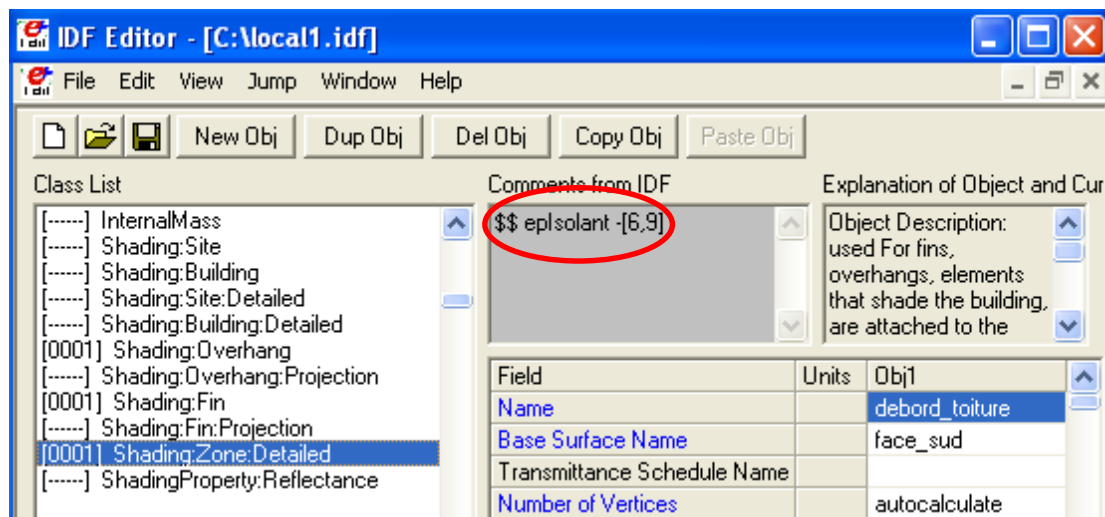 IDF Editor - [C:\local1.idf]
File Edit View Jump Window Help
New Obj Dup Obj Del Obj Copy Obj Paste Obj
Class List
Comments from IDF
Explanation of Object and Cur
[------] InternalMass
[------] Shading:Site
[------] Shading:Building
[------] Shading:Site:Detailed
[------] Shading:Building:Detailed
[0001] Shading:Overhang
[------] Shading:Overhang:Projection
[0001] Shading:Fin
[------] Shading:Fin:Projection
[0001] Shading:Zone:Detailed
[------] ShadingProperty:Reflectance
$$ epIsolant -[6,9]
Object Description:
used For fins,
overhangs, elements
that shade the building,
are attached to the
Field Units Obj1
Name debord_toiture
Base Surface Name face_sud
Transmittance Schedule Name
Number of Vertices autocalculate